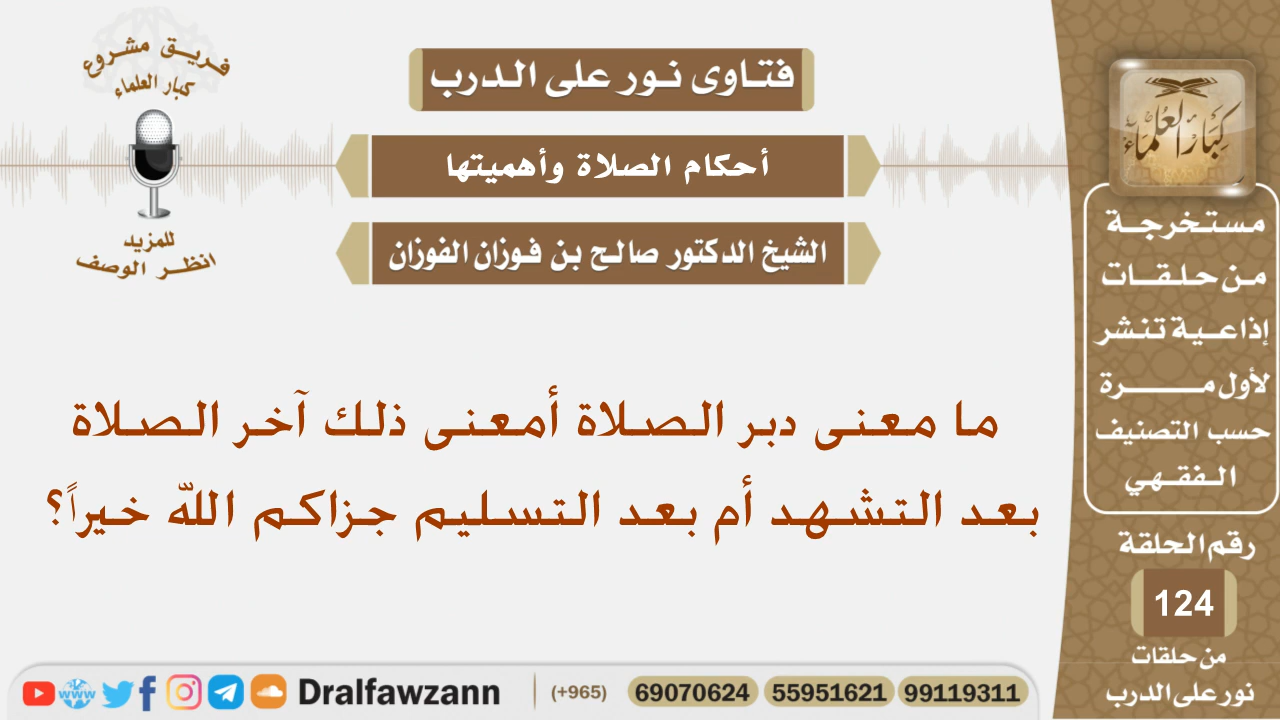 فريق مشروع
كبار العلماء
للمزيد
انظر الوصف
فتاوى نور على الدرب
أحكام الصلاة وأهميتها
الشيخ الدكتور صالح بن فوزان الفوزان
ما معنى دبر الصلاة أمعنى ذلك آخر الصلاة
بعد التشهد أم بعد التسليم جزاكم الله خيراً؟
كبار العلماء
مستخرجة
من حلقات
إذاعية تنشر
لأول مرة
حسب التصنيف
الفقهي
رقم الحلقة
124
من حلقات
نور على الدرب
www Dralfawzann (+965) 69070624 55951621 99119311